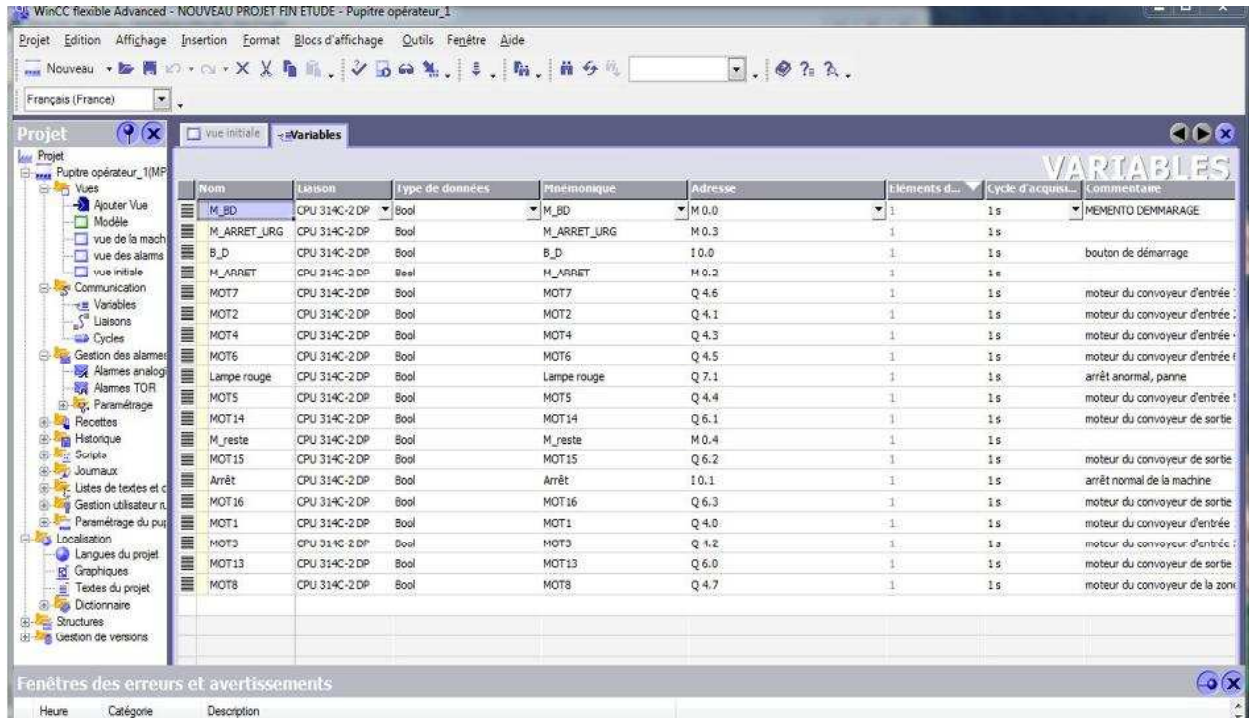 WinCC flexible Advanced - NOUVEAU PROJET FIN ETUDE - Pupitre opérateur_1
Projet Edition Affichage Insertion Format Blocs d'affichage Outils Fenêtre Aide
Nouveau
Français (France)
Projet
vue initiale Variables
VARIABLES
Projet
Pupitre opérateur_1(MP
Vues
Ajouter Vue
Modèle
vue de la mach
vue des alarms
vue initiale
Communication
Variables
Liaisons
Cycles
Gestion des alarmes
Alarmes analogi
Alarmes TOR
Paramétrage
Recettes
Historique
Scripts
Journaux
Listes de textes et c
Gestion utilisateur ru
Paramétrage du pup
Localisation
Langues du projet
Graphiques
Textes du projet
Dictionnaire
Structures
Gestion de versions
Nom Liaison Type de données Mnémonique Adresse Eléments d... Cycle d'acquisi... Commentaire
M_BD CPU 314C-2 DP Bool M_BD M 0.0 1 1 s MEMENTO DEMMARAGE
M_ARRET_URG CPU 314C-2 DP Bool M_ARRET_URG M 0.3 1 1 s
B_D CPU 314C-2 DP Bool B_D I 0.0 1 1 s bouton de démarrage
M_ARRET CPU 314C-2 DP Bool M_ARRET M 0.2 1 1 s
MOT7 CPU 314C-2 DP Bool MOT7 Q 4.6 1 1 s moteur du convoyeur d'entrée
MOT2 CPU 314C-2 DP Bool MOT2 Q 4.1 1 1 s moteur du convoyeur d'entrée
MOT4 CPU 314C-2 DP Bool MOT4 Q 4.3 1 1 s moteur du convoyeur d'entrée
MOT6 CPU 314C-2 DP Bool MOT6 Q 4.5 1 1 s moteur du convoyeur d'entrée
Lampe rouge CPU 314C-2 DP Bool Lampe rouge Q 7.1 1 1 s arrêt anormal, panne
MOT5 CPU 314C-2 DP Bool MOT5 Q 4.4 1 1 s moteur du convoyeur d'entrée
MOT14 CPU 314C-2 DP Bool MOT14 Q 6.1 1 1 s moteur du convoyeur de sortie
M_reste CPU 314C-2 DP Bool M_reste M 0.4 1 1 s
MOT15 CPU 314C-2 DP Bool MOT15 Q 6.2 1 1 s moteur du convoyeur de sortie
Arrêt CPU 314C-2 DP Bool Arrêt I 0.1 1 1 s arrêt normal de la machine
MOT16 CPU 314C-2 DP Bool MOT16 Q 6.3 1 1 s moteur du convoyeur de sortie
MOT1 CPU 314C-2 DP Bool MOT1 Q 4.0 1 1 s moteur du convoyeur d'entrée
MOT3 CPU 314C-2 DP Bool MOT3 Q 4.2 1 1 s moteur du convoyeur d'entrée
MOT13 CPU 314C-2 DP Bool MOT13 Q 6.0 1 1 s moteur du convoyeur de sortie
MOT8 CPU 314C-2 DP Bool MOT8 Q 4.7 1 1 s moteur du convoyeur de la zone
Fenêtres des erreurs et avertissements
Heure Catégorie Description